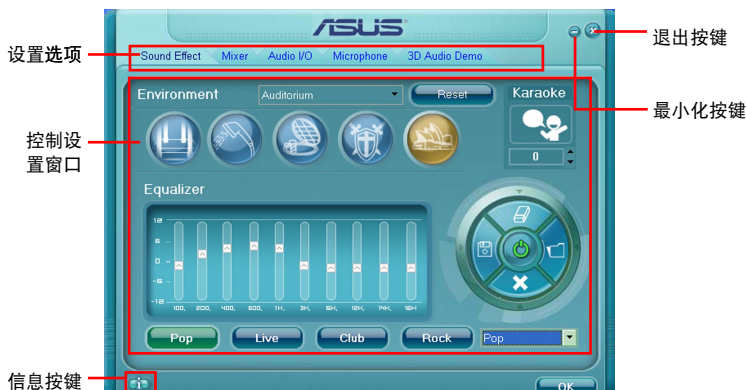 ASUS
退出按键
设置选项
Sound Effect Mixer Audio I/O Microphone 3D Audio Demo
最小化按键
Environment Auditorium Reset Karaoke
控制设
置窗口
0
Equalizer
12
6
0
-6
-12
100, 200, 400, 600, 1K, 3K, 6K, 12K, 14K, 16K
Pop Live Club Rock Pop
信息按键
i
OK